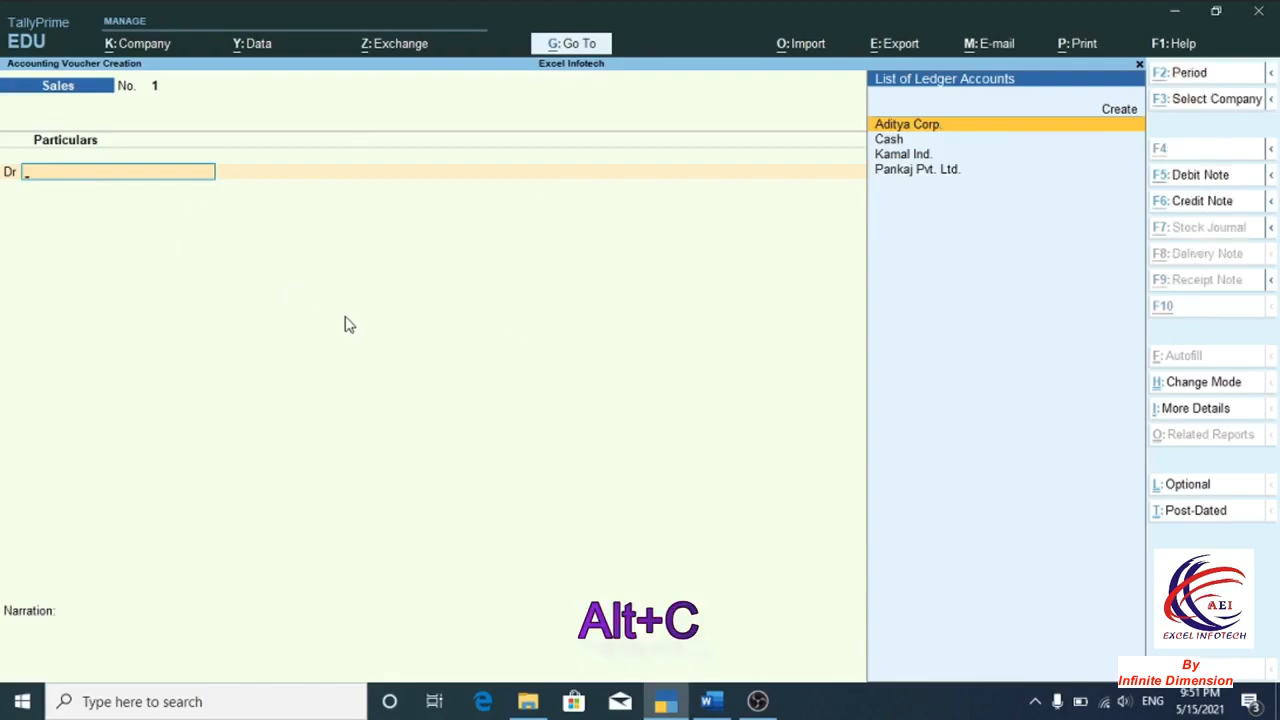 TallyPrime
EDU
MANAGE
K: Company
Y: Data
Z: Exchange
G: Go To
O: Import
E: Export
M: E-mail
P: Print
F1: Help
Accounting Voucher Creation
Excel Infotech
Sales No. 1
Particulars
Dr
Narration:
List of Ledger Accounts
Create
Aditya Corp.
Cash
Kamal Ind.
Pankaj Pvt. Ltd.
F2: Period
F3: Select Company
F4
F5: Debit Note
F6: Credit Note
F7: Stock Journal
F8: Delivery Note
F9: Receipt Note
F10
F: Autofill
H: Change Mode
I: More Details
O: Related Reports
L: Optional
T: Post-Dated
Alt+C
AEI
EXCEL INFOTECH
By
Infinite Dimension
Type here to search
ENG
9:51 PM
5/15/2021
3